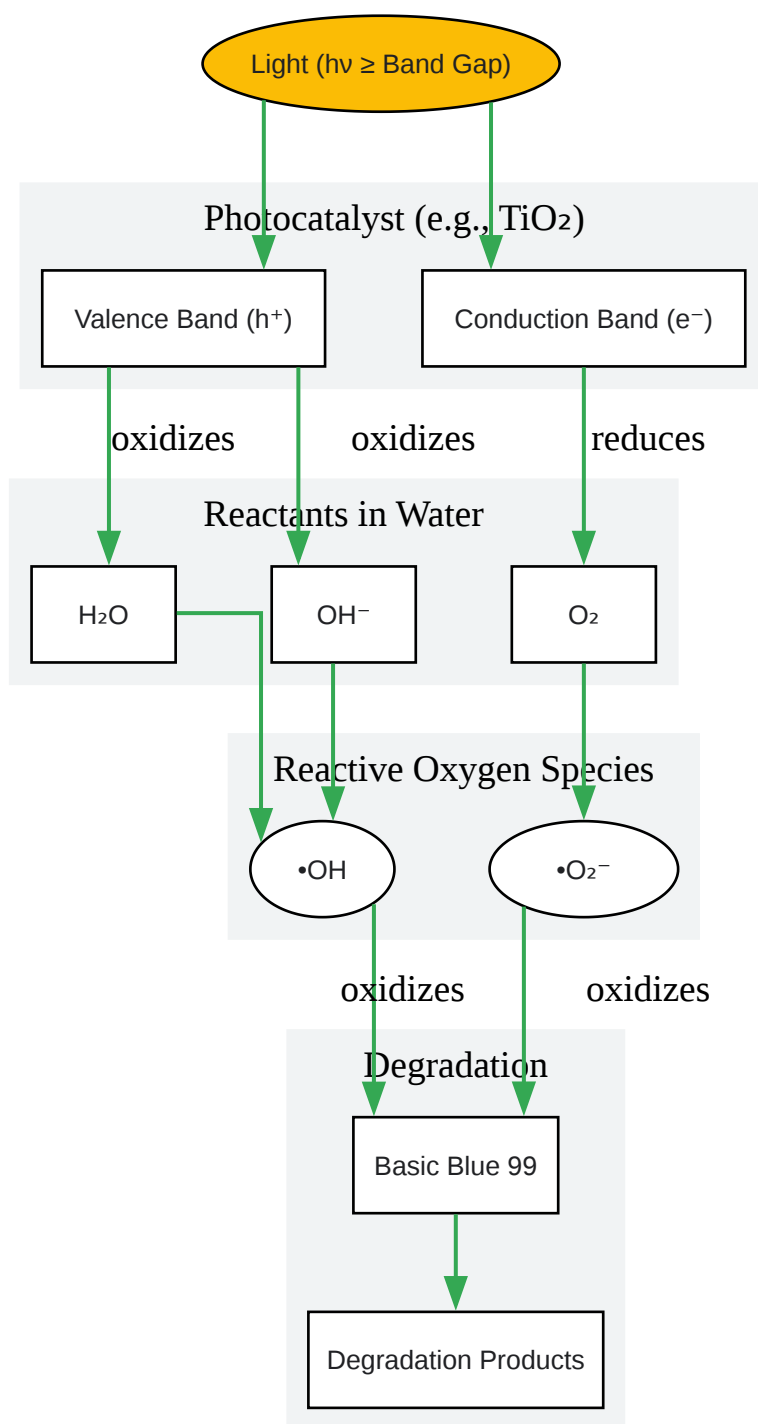 Light (hν ≥ Band Gap)
Photocatalyst (e.g., TiO₂)
Valence Band (h⁺)
Conduction Band (e⁻)
oxidizes
oxidizes
reduces
Reactants in Water
H₂O
OH⁻
O₂
Reactive Oxygen Species
•OH
•O₂⁻
oxidizes
oxidizes
Degradation
Basic Blue 99
Degradation Products